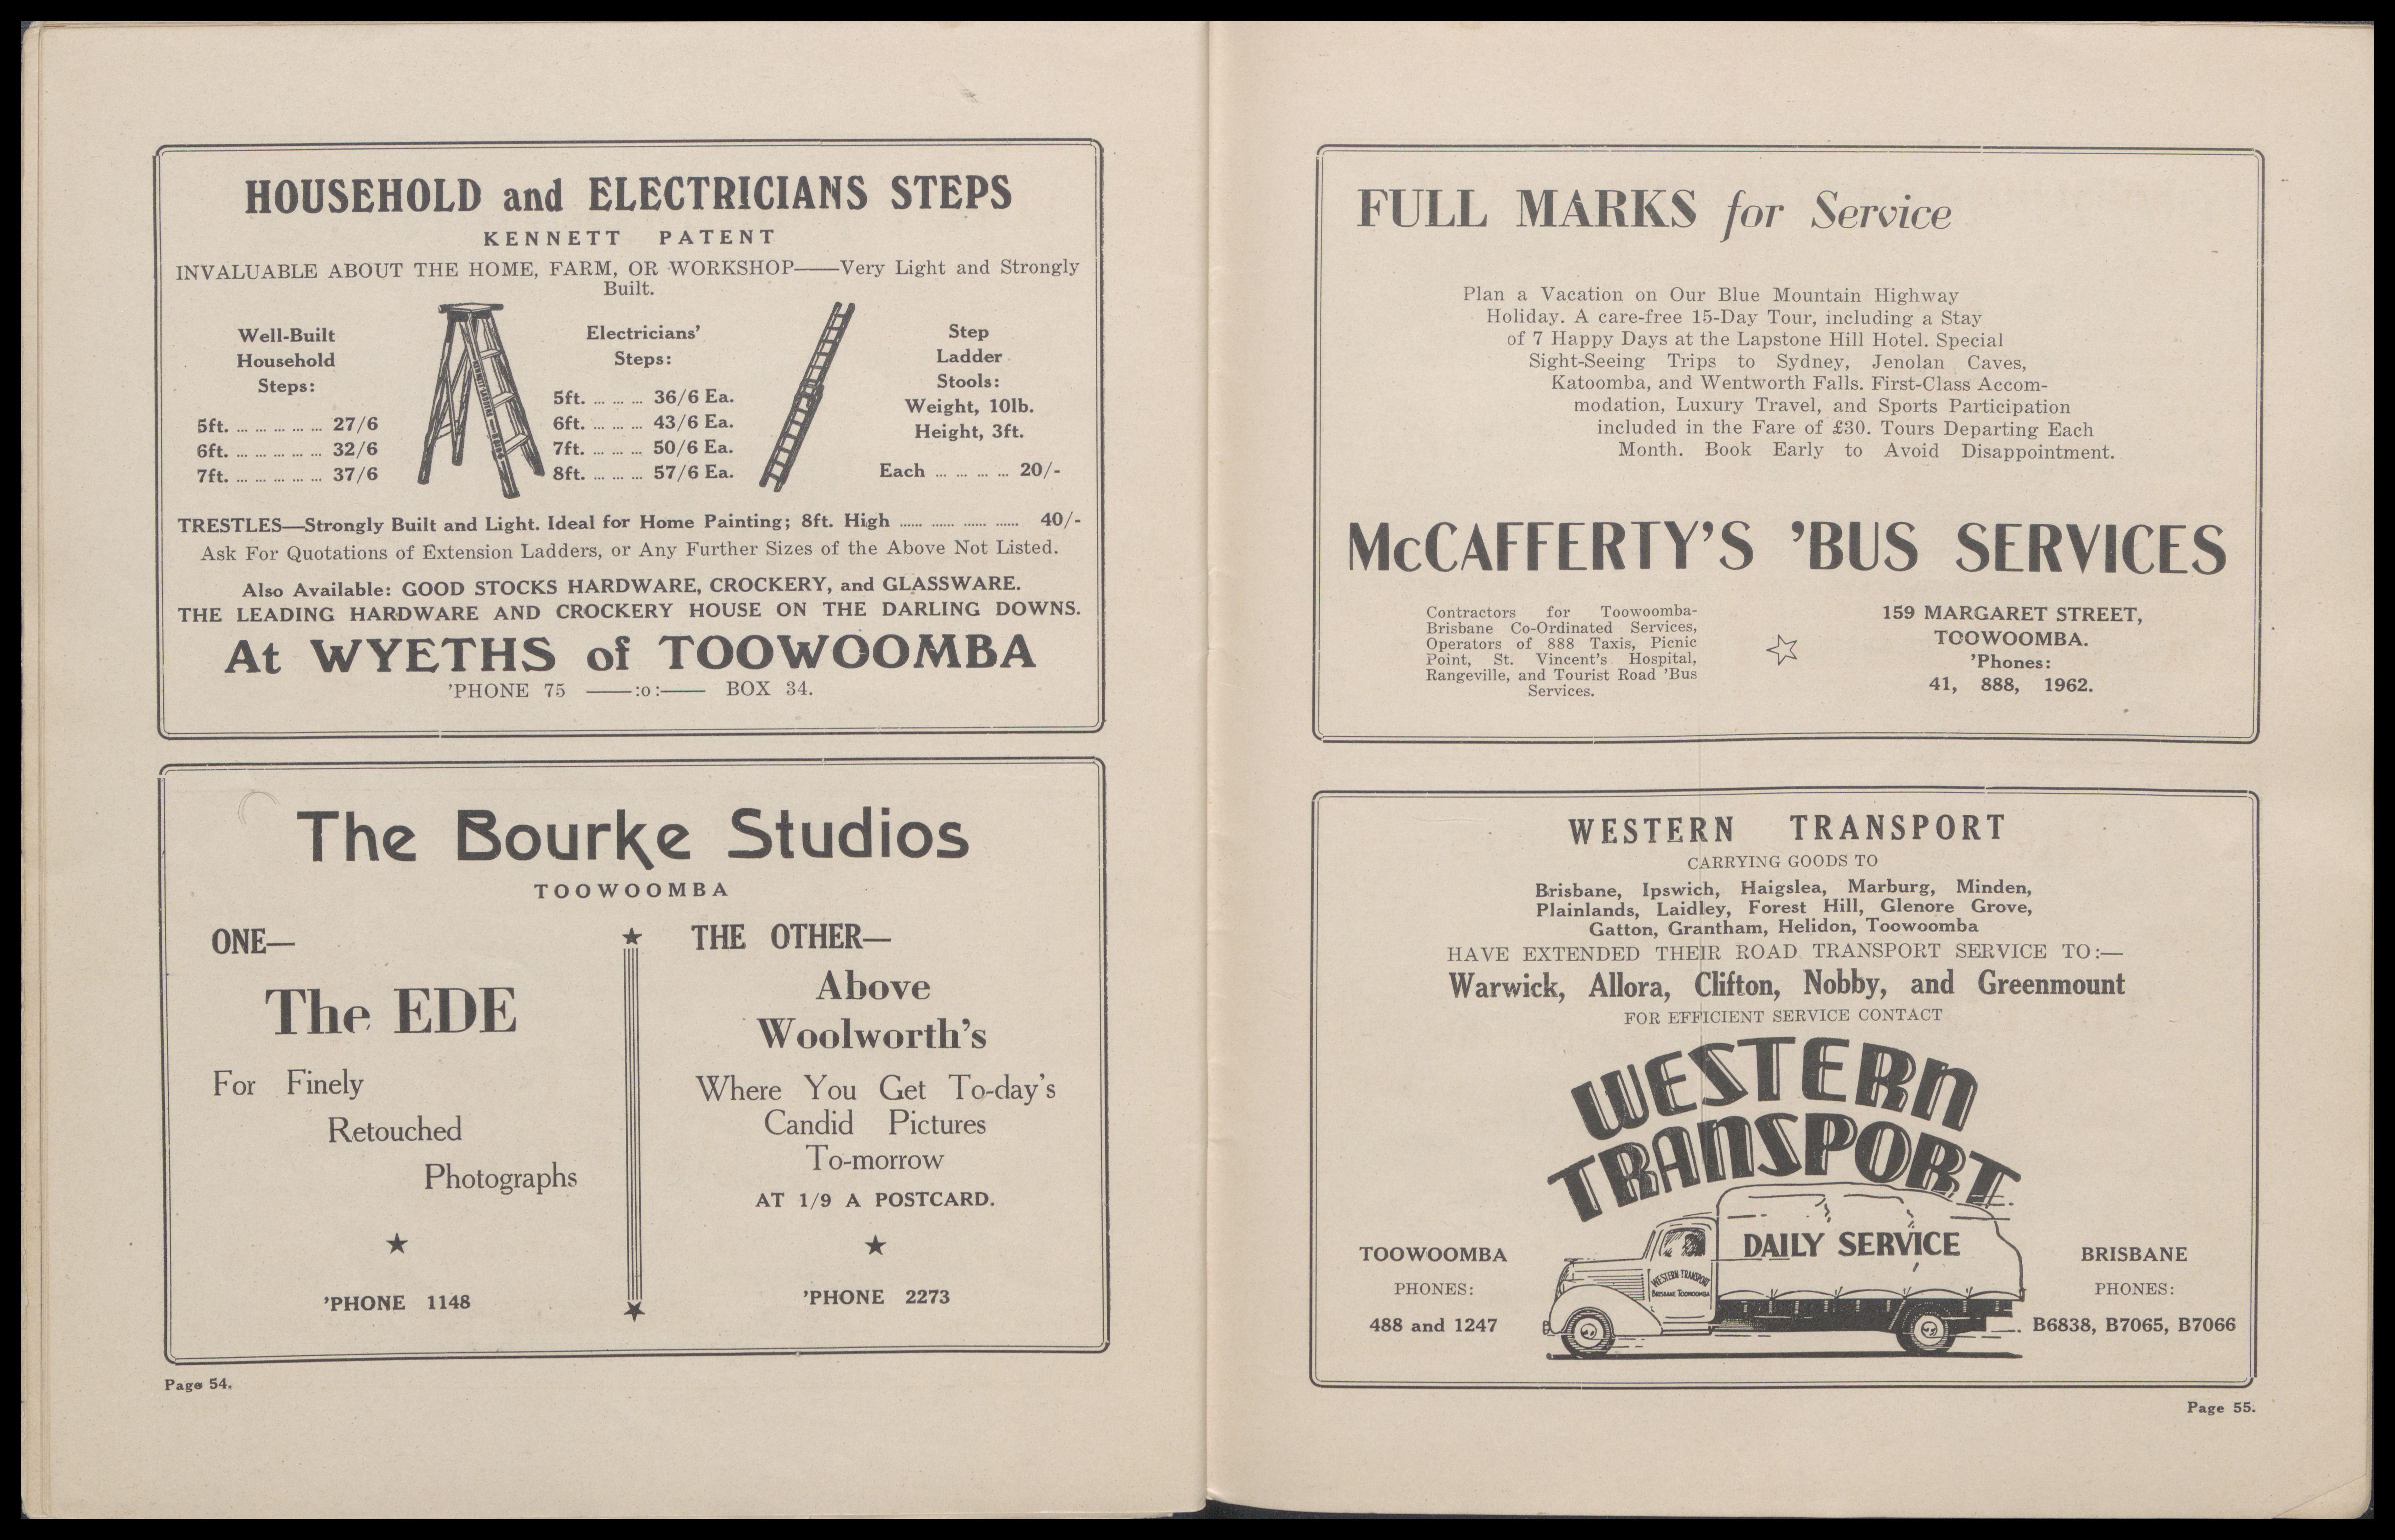 HOUSEHOLD and ELECTRICIANS STEPS
KENNETT PATENT
INVALUABLE ABOUT THE HOME, FARM, OR WORKSHOP——Very Light and Strongly
Built.
Well-Built
Household
Steps:
5ft. ... ... ... ... ... 27/6
6ft. ... ... ... ... ... 32/6
7ft. ... ... ... ... ... 37/6
Electricians'
Steps:
5ft. ... ... ... 36/6 Ea.
6ft. ... ... ... 43/6 Ea.
7ft. ... ... ... 50/6 Ea.
8ft. ... ... ... 57/6 Ea.
Step
Ladder
Stools:
Weight, 10lb.
Height, 3ft.
Each ... ... ... ... 20/-
TRESTLES—Strongly Built and Light. Ideal for Home Painting; 8ft. High ...... ...... ...... ...... 40/-
Ask For Quotations of Extension Ladders, or Any Further Sizes of the Above Not Listed.
Also Available: GOOD STOCKS HARDWARE, CROCKERY, and GLASSWARE.
THE LEADING HARDWARE AND CROCKERY HOUSE ON THE DARLING DOWNS.
At WYETHS of TOOWOOMBA
'PHONE 75 ——:o:—— BOX 34.
The Bourke Studios
TOOWOOMBA
ONE—
The EDE
For Finely
Retouched
Photographs
'PHONE 1148
THE OTHER—
Above
Woolworth's
Where You Get To-day's
Candid Pictures
To-morrow
AT 1/9 A POSTCARD.
'PHONE 2273
Page 54.
FULL MARKS for Service
Plan a Vacation on Our Blue Mountain Highway
Holiday. A care-free 15-Day Tour, including a Stay
of 7 Happy Days at the Lapstone Hill Hotel. Special
Sight-Seeing Trips to Sydney, Jenolan Caves,
Katoomba, and Wentworth Falls. First-Class Accom-
modation, Luxury Travel, and Sports Participation
included in the Fare of £30. Tours Departing Each
Month. Book Early to Avoid Disappointment.
McCAFFERTY'S 'BUS SERVICES
Contractors for Toowoomba-
Brisbane Co-Ordinated Services,
Operators of 888 Taxis, Picnic
Point, St. Vincent's Hospital,
Rangeville, and Tourist Road 'Bus
Services.
159 MARGARET STREET,
TOOWOOMBA.
'Phones:
41, 888, 1962.
WESTERN TRANSPORT
CARRYING GOODS TO
Brisbane, Ipswich, Haigslea, Marburg, Minden,
Plainlands, Laidley, Forest Hill, Glenore Grove,
Gatton, Grantham, Helidon, Toowoomba
HAVE EXTENDED THEIR ROAD TRANSPORT SERVICE TO:—
Warwick, Allora, Clifton, Nobby, and Greenmount
FOR EFFICIENT SERVICE CONTACT
WESTERN
TRANSPORT
DAILY SERVICE
WESTERN TRANSPORT
BRISBANE TOOWOOMBA
TOOWOOMBA
PHONES:
488 and 1247
BRISBANE
PHONES:
B6838, B7065, B7066
Page 55.